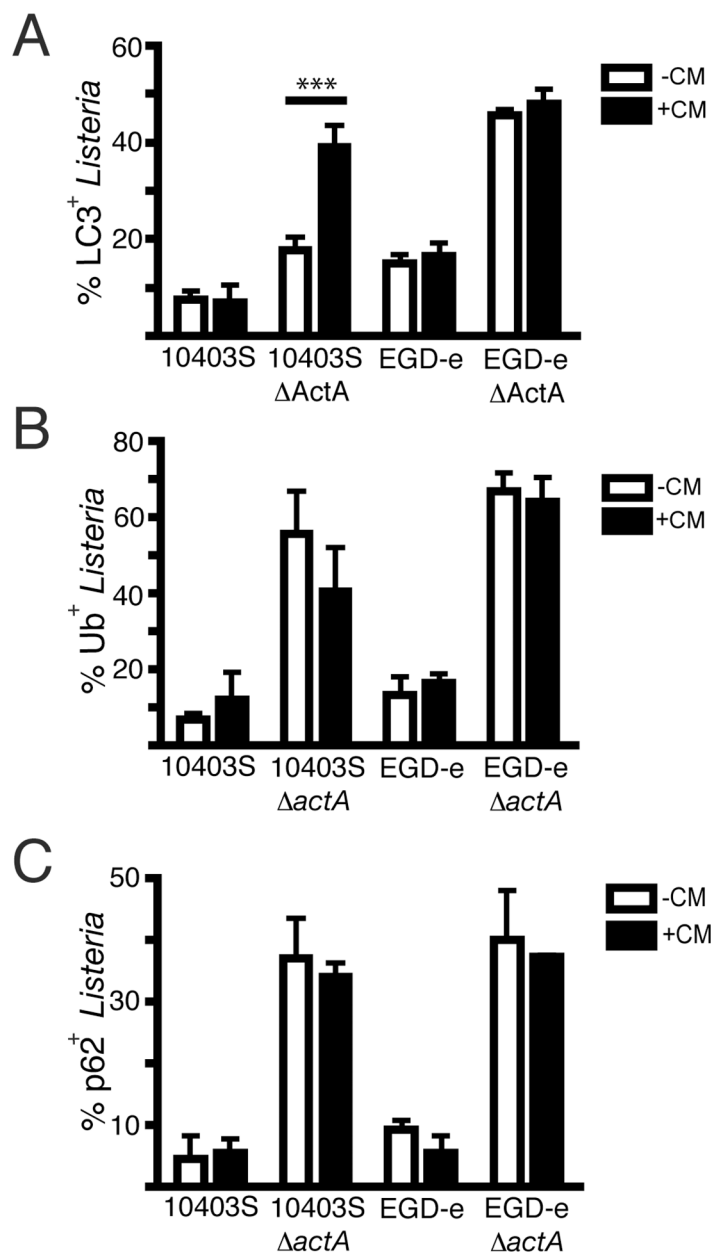 A
60
40
20
% LC3+ Listeria
***
-CM
+CM
10403S
10403S
ΔActA
EGD-e
EGD-e
ΔActA
B
80
60
40
20
% Ub+ Listeria
-CM
+CM
10403S
10403S
ΔactA
EGD-e
EGD-e
ΔactA
C
50
30
10
% p62+ Listeria
-CM
+CM
10403S
10403S
ΔactA
EGD-e
EGD-e
ΔactA